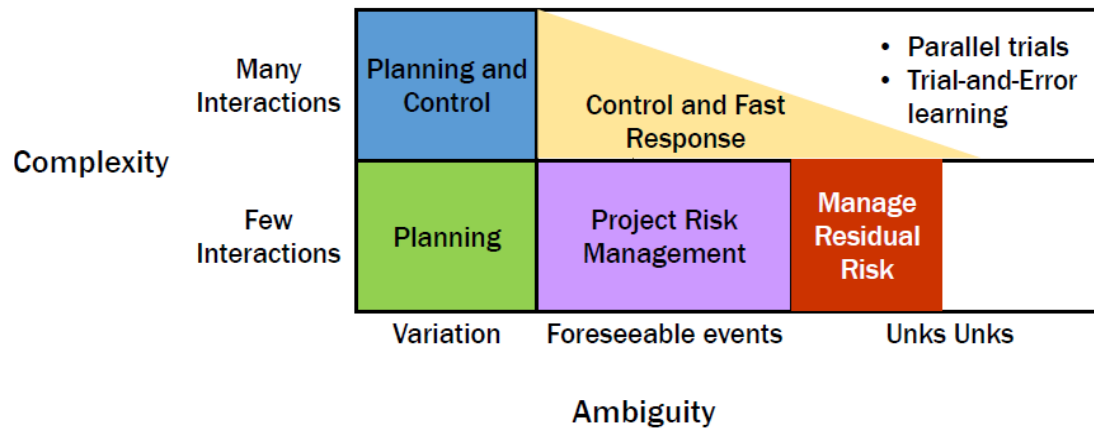 Many
Interactions
Planning and
Control
• Parallel trials
• Trial-and-Error
learning
Control and Fast
Response
Complexity
Few
Interactions
Planning
Project Risk
Management
Manage
Residual
Risk
Variation
Foreseeable events
Unks Unks
Ambiguity